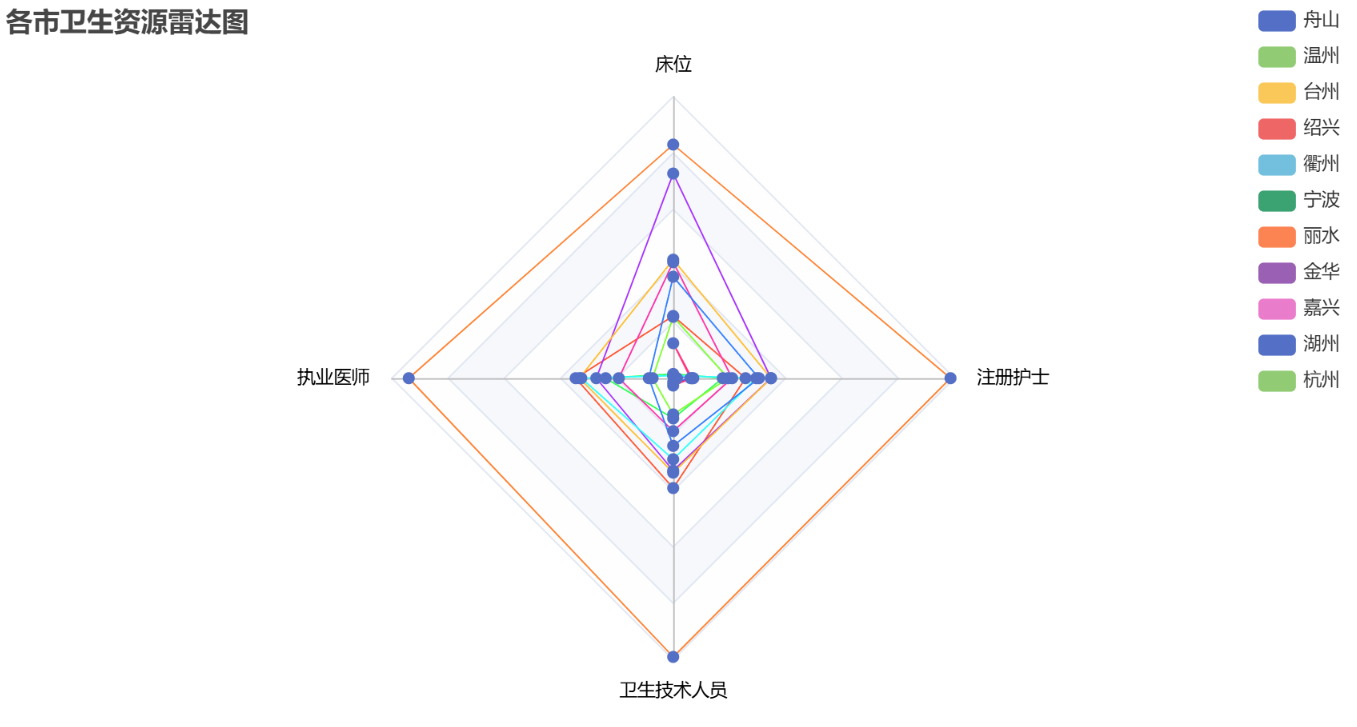 各市卫生资源雷达图
床位
执业医师
注册护士
卫生技术人员
舟山
温州
台州
绍兴
衢州
宁波
丽水
金华
嘉兴
湖州
杭州